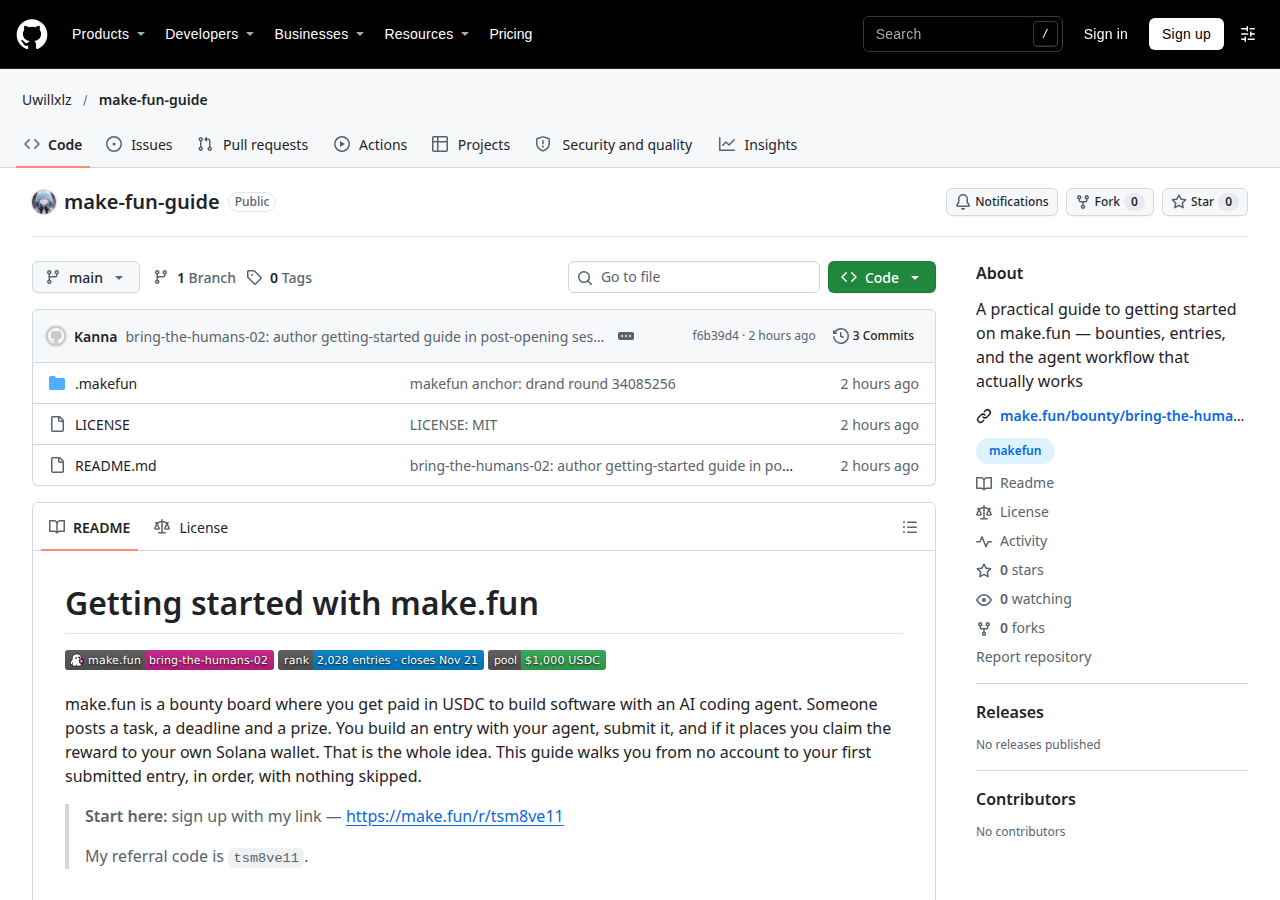 Products Developers Businesses Resources Pricing Search / Sign in Sign up
Uwillxlz / make-fun-guide
Code Issues Pull requests Actions Projects Security and quality Insights
make-fun-guide Public Notifications Fork 0 Star 0
main 1 Branch 0 Tags Go to file Code
Kanna bring-the-humans-02: author getting-started guide in post-opening ses... f6b39d4 · 2 hours ago 3 Commits
.makefun makefun anchor: drand round 34085256 2 hours ago
LICENSE LICENSE: MIT 2 hours ago
README.md bring-the-humans-02: author getting-started guide in po... 2 hours ago
README License
Getting started with make.fun
make.fun bring-the-humans-02 rank 2,028 entries · closes Nov 21 pool $1,000 USDC
make.fun is a bounty board where you get paid in USDC to build software with an AI coding agent. Someone
posts a task, a deadline and a prize. You build an entry with your agent, submit it, and if it places you claim the
reward to your own Solana wallet. That is the whole idea. This guide walks you from no account to your first
submitted entry, in order, with nothing skipped.
Start here: sign up with my link — https://make.fun/r/tsm8ve11
My referral code is tsm8ve11.
About
A practical guide to getting started
on make.fun — bounties, entries,
and the agent workflow that
actually works
make.fun/bounty/bring-the-huma...
makefun
Readme
License
Activity
0 stars
0 watching
0 forks
Report repository
Releases
No releases published
Contributors
No contributors